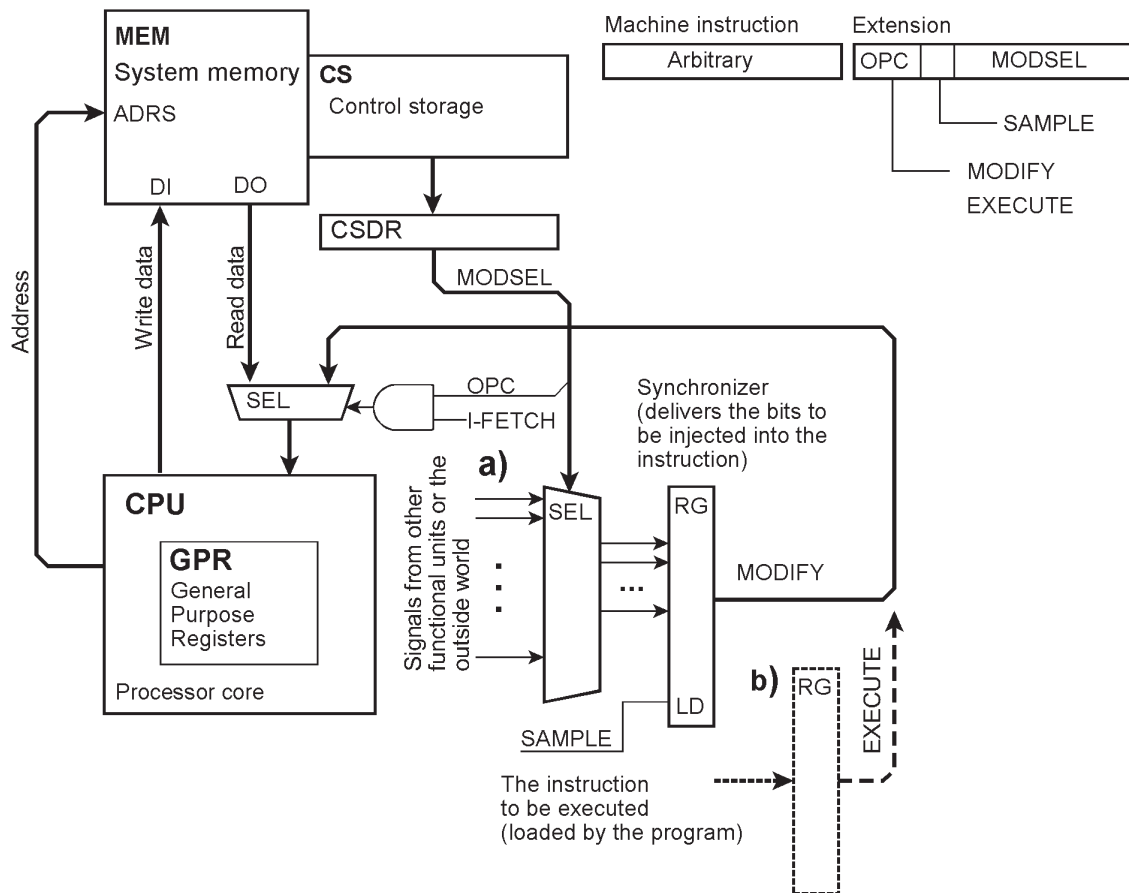 MEM
System memory
ADRS
DI
DO
CS
Control storage
CSDR
MODSEL
Machine instruction
Arbitrary
Extension
OPC
MODSEL
SAMPLE
MODIFY
EXECUTE
Address
Write data
Read data
SEL
OPC
I-FETCH
CPU
GPR
General
Purpose
Registers
Processor core
a)
Signals from other
functional units or the
outside world
SEL
...
Synchronizer
(delivers the bits to
be injected into the
instruction)
RG
LD
MODIFY
SAMPLE
b)
RG
EXECUTE
The instruction
to be executed
(loaded by the program)